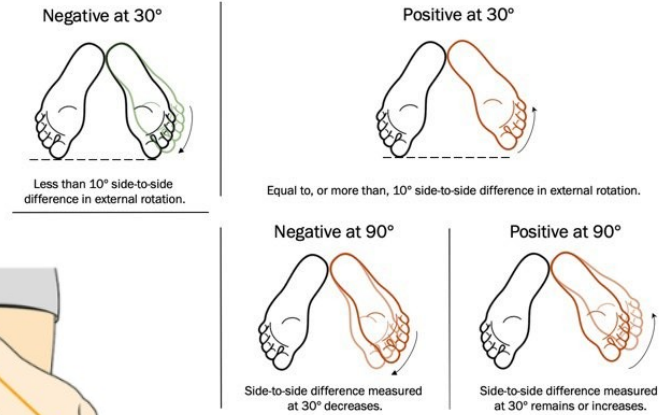 Negative at 30°
Less than 10° side-to-side
difference in external rotation.
Positive at 30°
Equal to, or more than, 10° side-to-side difference in external rotation.
Negative at 90°
Side-to-side difference measured
at 30° decreases.
Positive at 90°
Side-to-side difference measured
at 30° remains or increases.